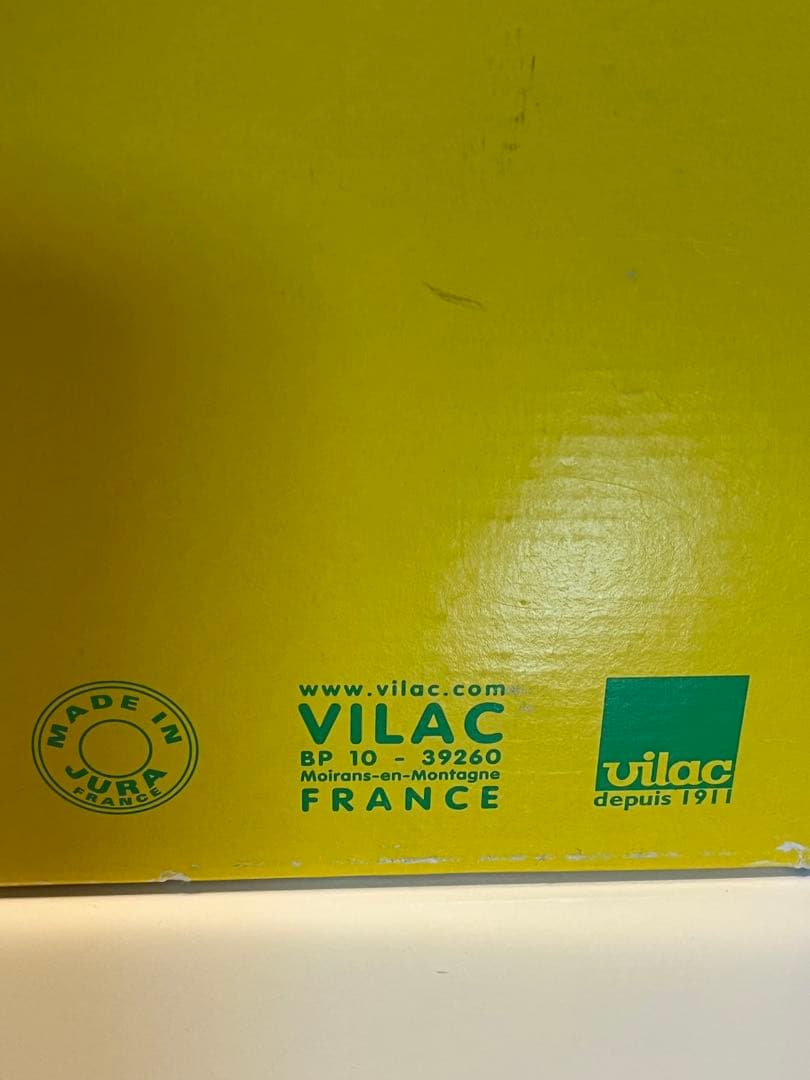 MADE IN
JURA
FRANCE
www.vilac.com
VILAC
BP 10 - 39260
Moirans-en-Montagne
FRANCE
vilac
depuis 1911